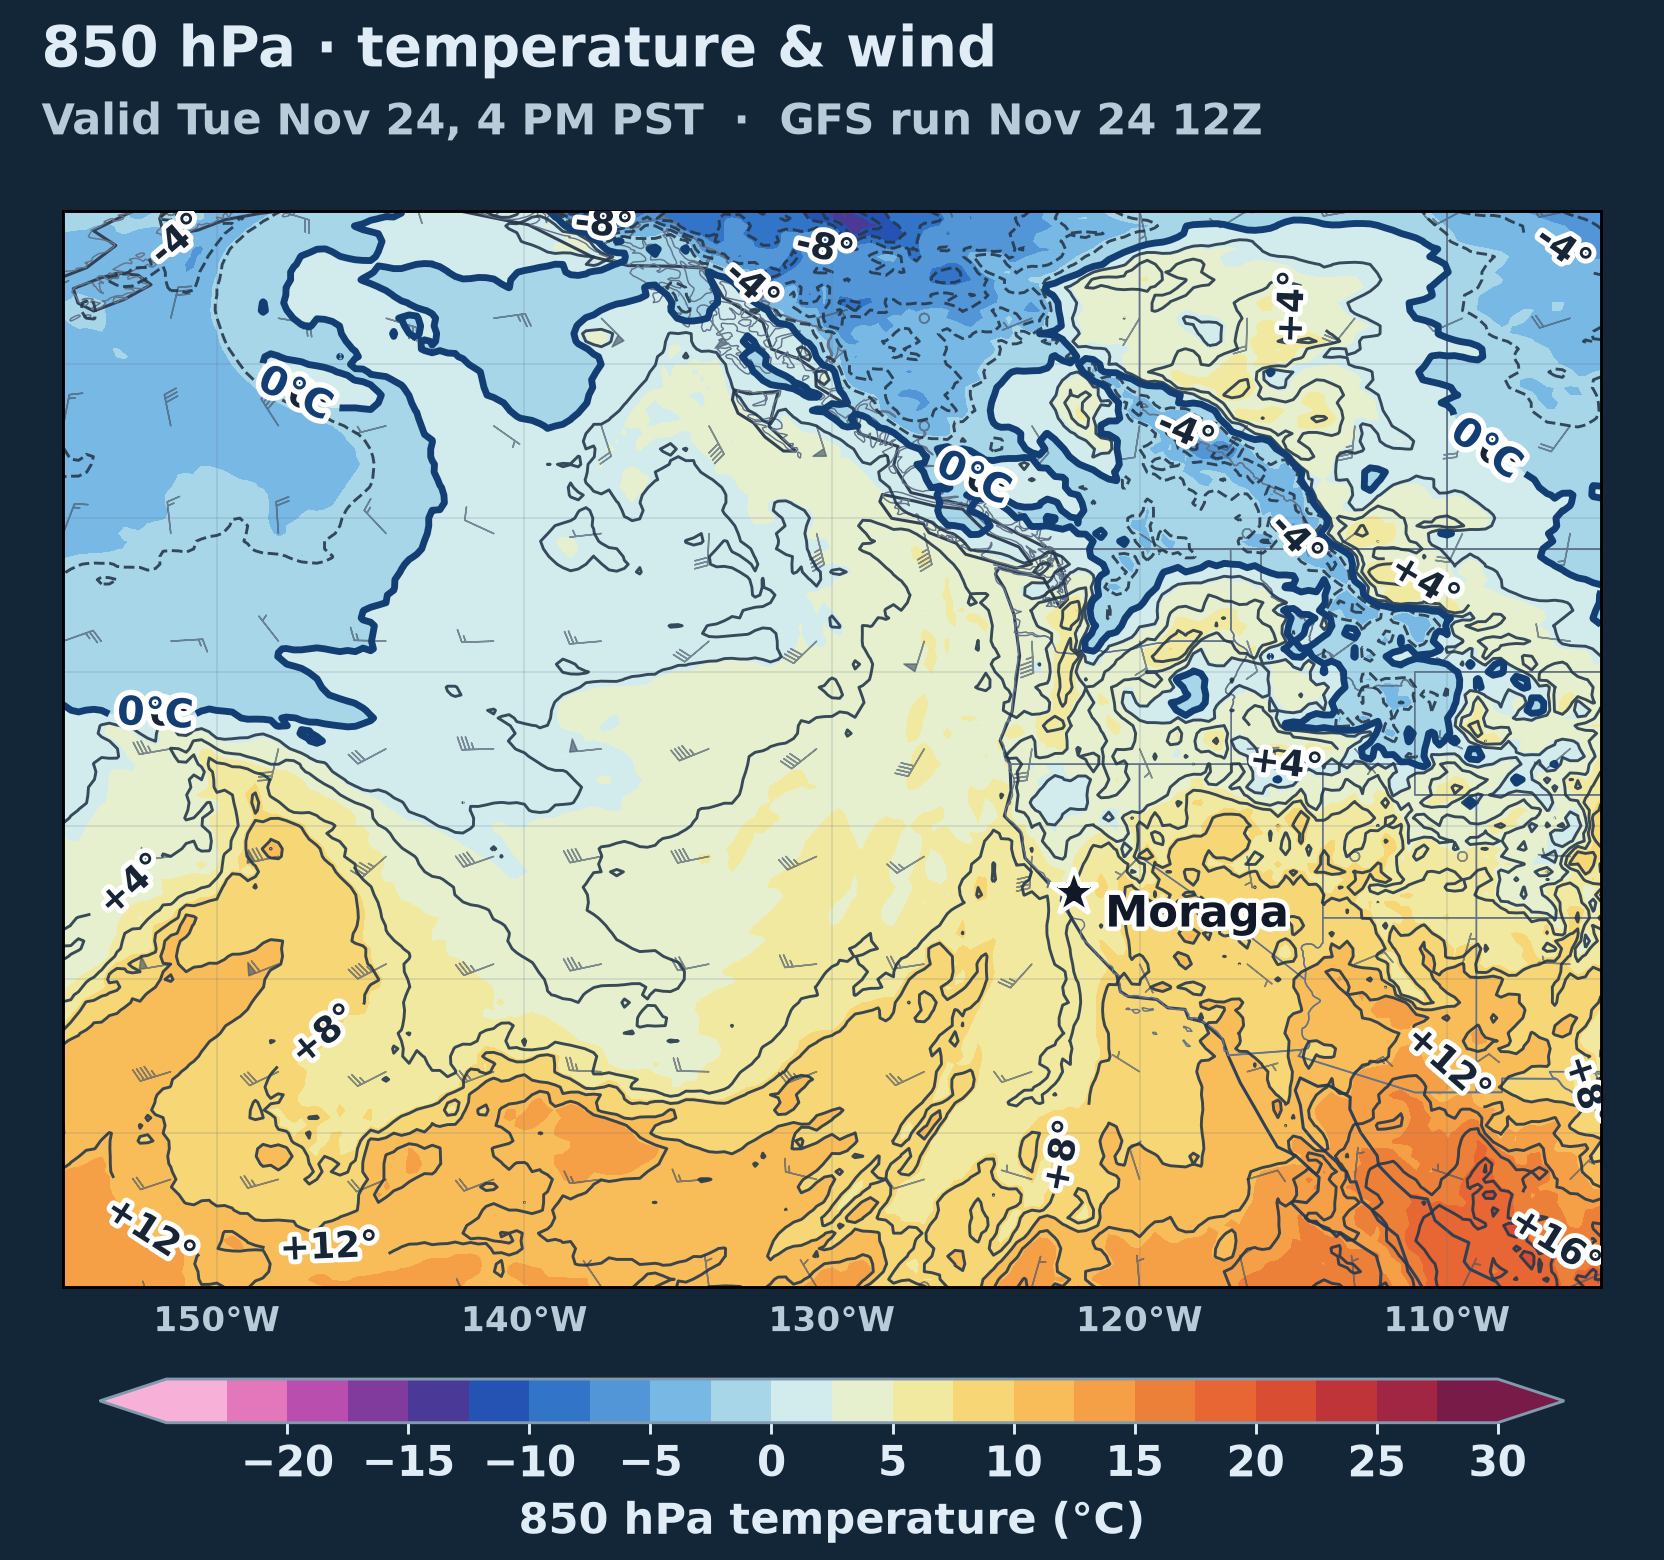 850 hPa · temperature & wind
Valid Tue Nov 24, 4 PM PST · GFS run Nov 24 12Z
-4°
-8°
-8°
-4°
-4°
+4°
0°C
-4°
0°C
0°C
-4°
+4°
0°C
+4°
+4°
Moraga
+8°
+12°
+8°
+8°
+12°
+12°
+16°
150°W 140°W 130°W 120°W 110°W
−20 −15 −10 −5 0 5 10 15 20 25 30
850 hPa temperature (°C)